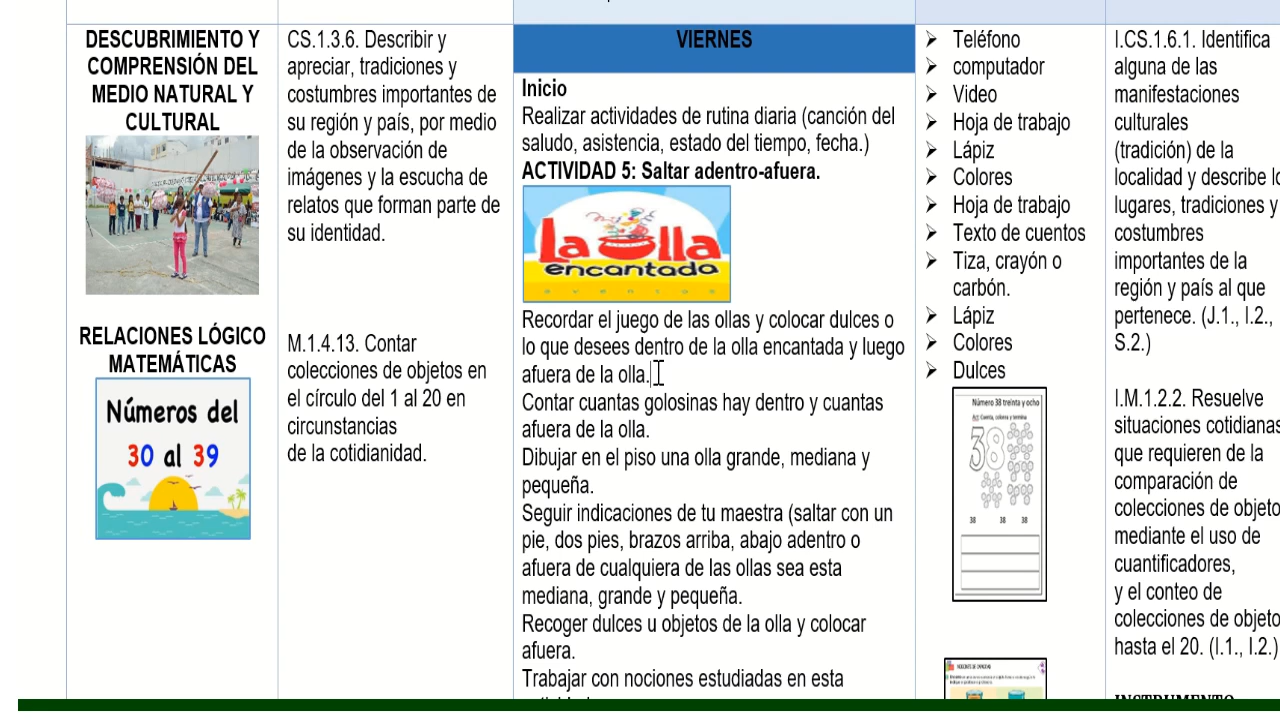 DESCUBRIMIENTO Y
COMPRENSIÓN DEL
MEDIO NATURAL Y
CULTURAL
RELACIONES LÓGICO
MATEMÁTICAS
Números del
30 al 39
CS.1.3.6. Describir y
apreciar, tradiciones y
costumbres importantes de
su región y país, por medio
de la observación de
imágenes y la escucha de
relatos que forman parte de
su identidad.
M.1.4.13. Contar
colecciones de objetos en
el círculo del 1 al 20 en
circunstancias
de la cotidianidad.
VIERNES
Inicio
Realizar actividades de rutina diaria (canción del
saludo, asistencia, estado del tiempo, fecha.)
ACTIVIDAD 5: Saltar adentro-afuera.
La Olla
encantada
EVENTOS
Recordar el juego de las ollas y colocar dulces o
lo que desees dentro de la olla encantada y luego
afuera de la olla.
Contar cuantas golosinas hay dentro y cuantas
afuera de la olla.
Dibujar en el piso una olla grande, mediana y
pequeña.
Seguir indicaciones de tu maestra (saltar con un
pie, dos pies, brazos arriba, abajo adentro o
afuera de cualquiera de las ollas sea esta
mediana, grande y pequeña.
Recoger dulces u objetos de la olla y colocar
afuera.
Trabajar con nociones estudiadas en esta
➢ Teléfono
➢ computador
➢ Video
➢ Hoja de trabajo
➢ Lápiz
➢ Colores
➢ Hoja de trabajo
➢ Texto de cuentos
➢ Tiza, crayón o
carbón.
➢ Lápiz
➢ Colores
➢ Dulces
Número 38 treinta y ocho
38
38 38 38
I.CS.1.6.1. Identifica
alguna de las
manifestaciones
culturales
(tradición) de la
localidad y describe lo
lugares, tradiciones y
costumbres
importantes de la
región y país al que
pertenece. (J.1., I.2.,
S.2.)
I.M.1.2.2. Resuelve
situaciones cotidianas
que requieren de la
comparación de
colecciones de objeto
mediante el uso de
cuantificadores,
y el conteo de
colecciones de objeto
hasta el 20. (I.1., I.2.)
INSTRUMENTO